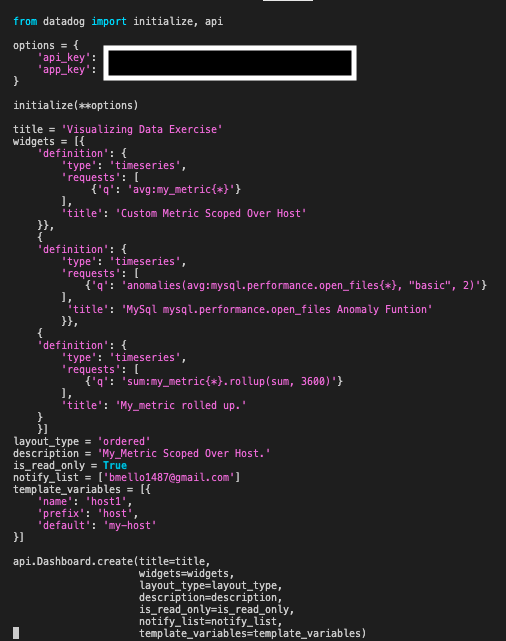 from datadog import initialize, api
options = {
    'api_key':
    'app_key':
}
initialize(**options)
title = 'Visualizing Data Exercise'
widgets = [{
    'definition': {
        'type': 'timeseries',
        'requests': [
             {'q': 'avg:my_metric{*}'}
        ],
        'title': 'Custom Metric Scoped Over Host'
    }},
    {
    'definition': {
        'type': 'timeseries',
        'requests': [
            {'q': 'anomalies(avg:mysql.performance.open_files{*}, "basic", 2)'}
        ],
         'title': 'MySql mysql.performance.open_files Anomaly Funtion'
        }},
    {
    'definition': {
        'type': 'timeseries',
        'requests': [
            {'q': 'sum:my_metric{*}.rollup(sum, 3600)'}
        ],
        'title': 'My_metric rolled up.'
    }
    }]
layout_type = 'ordered'
description = 'My_Metric Scoped Over Host.'
is_read_only = True
notify_list = ['bmello1487@gmail.com']
template_variables = [{
    'name': 'host1',
    'prefix': 'host',
    'default': 'my-host'
}]
api.Dashboard.create(title=title,
                     widgets=widgets,
                     layout_type=layout_type,
                     description=description,
                     is_read_only=is_read_only,
                     notify_list=notify_list,
                     template_variables=template_variables)